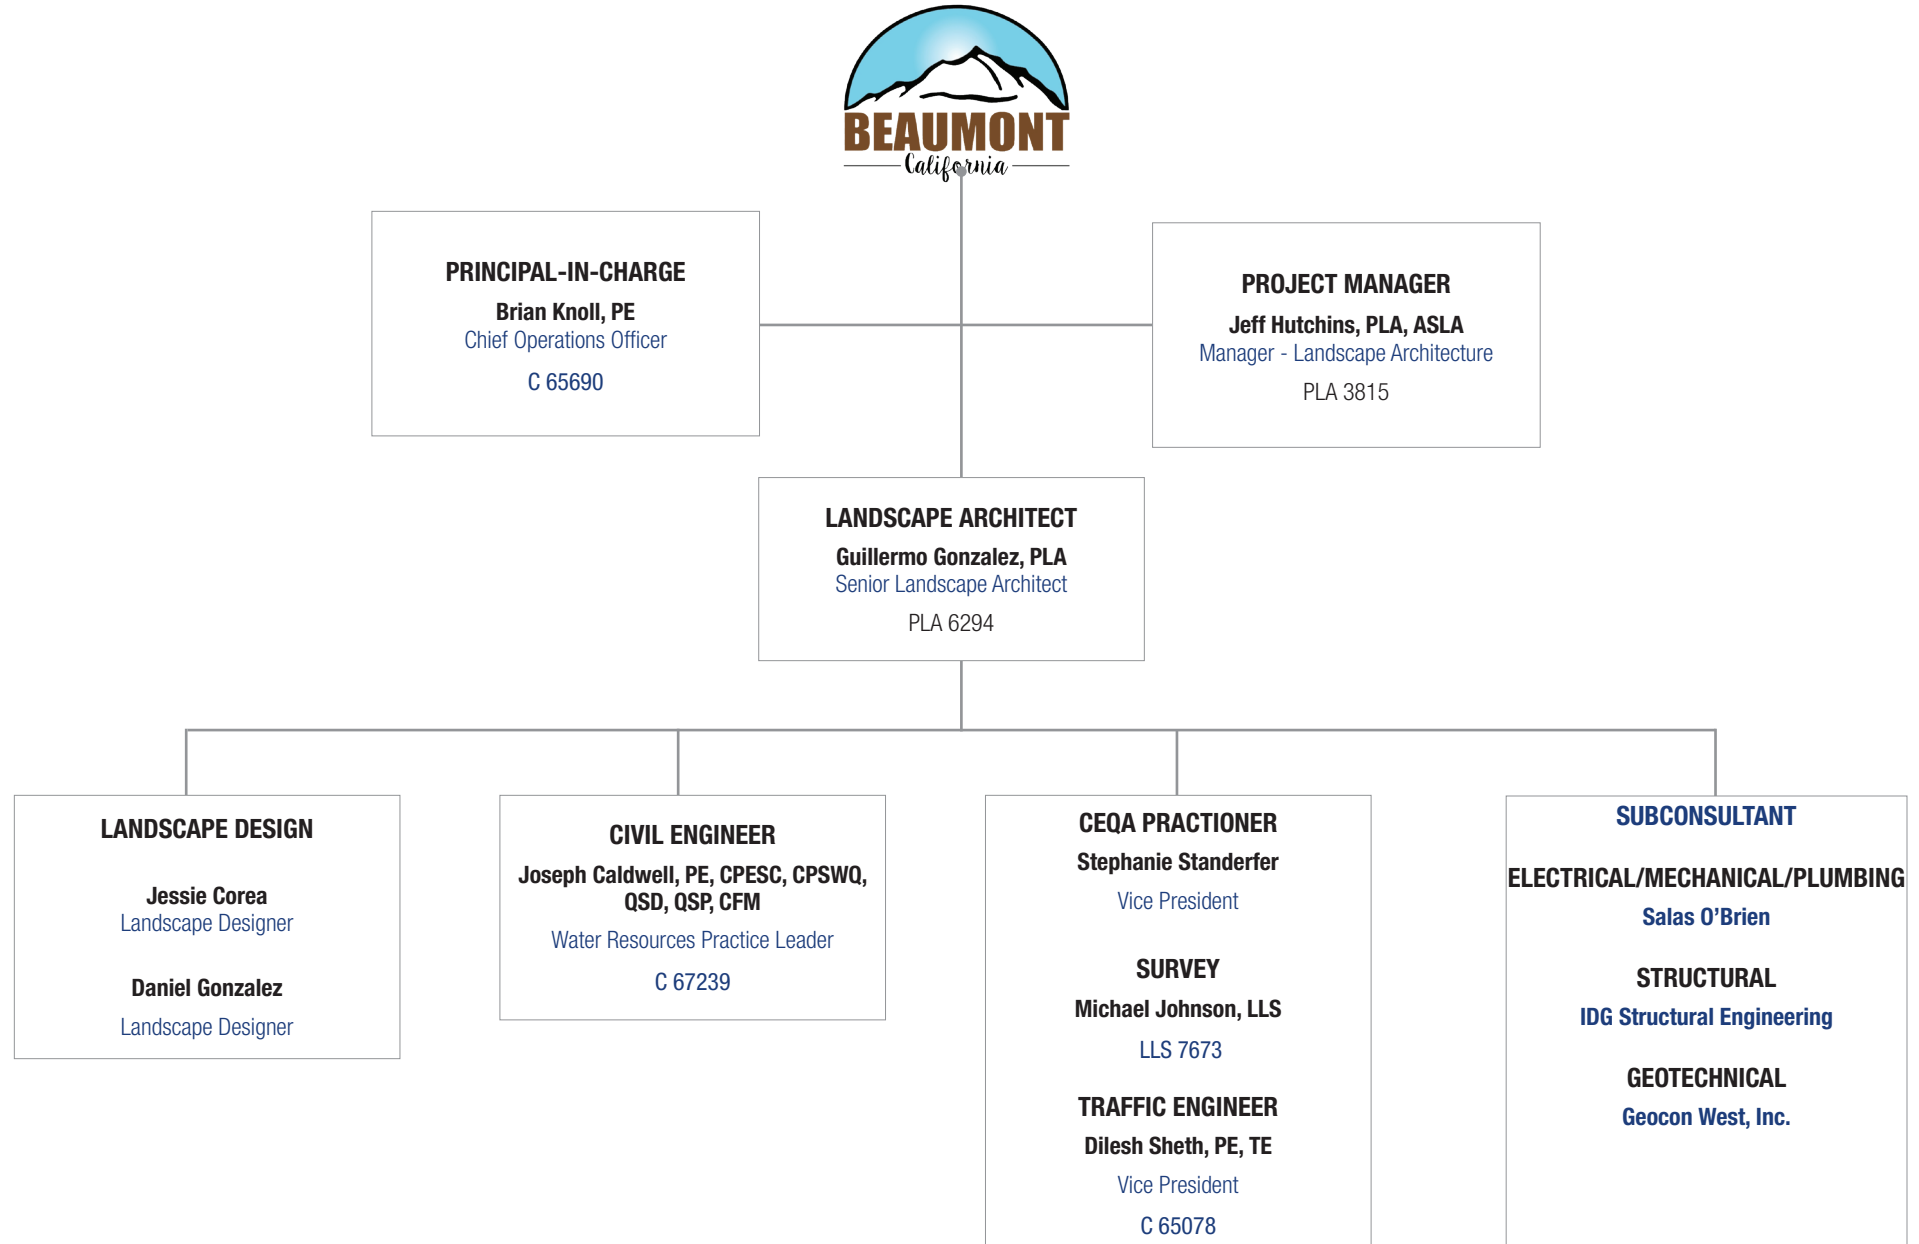 BEAUMONT
California
PRINCIPAL-IN-CHARGE
Brian Knoll, PE
Chief Operations Officer
C 65690
PROJECT MANAGER
Jeff Hutchins, PLA, ASLA
Manager - Landscape Architecture
PLA 3815
LANDSCAPE ARCHITECT
Guillermo Gonzalez, PLA
Senior Landscape Architect
PLA 6294
LANDSCAPE DESIGN
Jessie Corea
Landscape Designer
Daniel Gonzalez
Landscape Designer
CIVIL ENGINEER
Joseph Caldwell, PE, CPESC, CPSWQ,
QSD, QSP, CFM
Water Resources Practice Leader
C 67239
CEQA PRACTIONER
Stephanie Standerfer
Vice President
SURVEY
Michael Johnson, LLS
LLS 7673
TRAFFIC ENGINEER
Dilesh Sheth, PE, TE
Vice President
C 65078
SUBCONSULTANT
ELECTRICAL/MECHANICAL/PLUMBING
Salas O’Brien
STRUCTURAL
IDG Structural Engineering
GEOTECHNICAL
Geocon West, Inc.